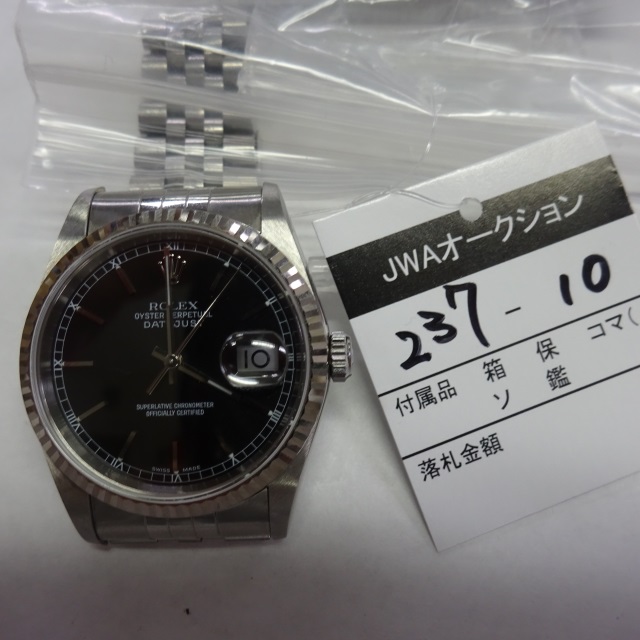 ROLEX
OYSTER PERPETUAL
DATEJUST
10
SUPERLATIVE CHRONOMETER
OFFICIALLY CERTIFIED
SWISS MADE
JWAオークション
237-10
付属品 箱 保 コマ(
ソ 鑑
落札金額